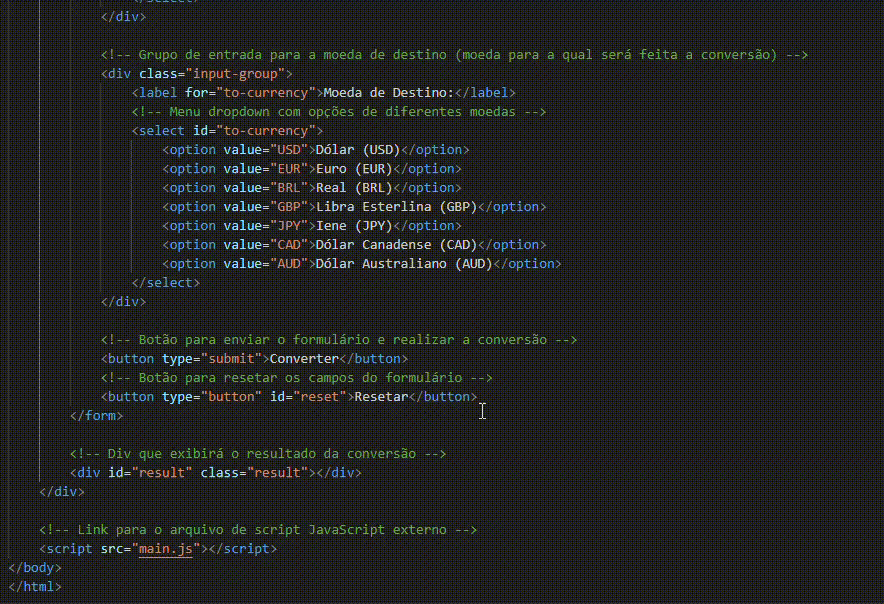 </select>
</div>
<!-- Grupo de entrada para a moeda de destino (moeda para a qual será feita a conversão) -->
<div class="input-group">
<label for="to-currency">Moeda de Destino:</label>
<!-- Menu dropdown com opções de diferentes moedas -->
<select id="to-currency">
<option value="USD">Dólar (USD)</option>
<option value="EUR">Euro (EUR)</option>
<option value="BRL">Real (BRL)</option>
<option value="GBP">Libra Esterlina (GBP)</option>
<option value="JPY">Iene (JPY)</option>
<option value="CAD">Dólar Canadense (CAD)</option>
<option value="AUD">Dólar Australiano (AUD)</option>
</select>
</div>
<!-- Botão para enviar o formulário e realizar a conversão -->
<button type="submit">Converter</button>
<!-- Botão para resetar os campos do formulário -->
<button type="button" id="reset">Resetar</button>
</form>
<!-- Div que exibirá o resultado da conversão -->
<div id="result" class="result"></div>
</div>
<!-- Link para o arquivo de script JavaScript externo -->
<script src="main.js"></script>
</body>
</html>